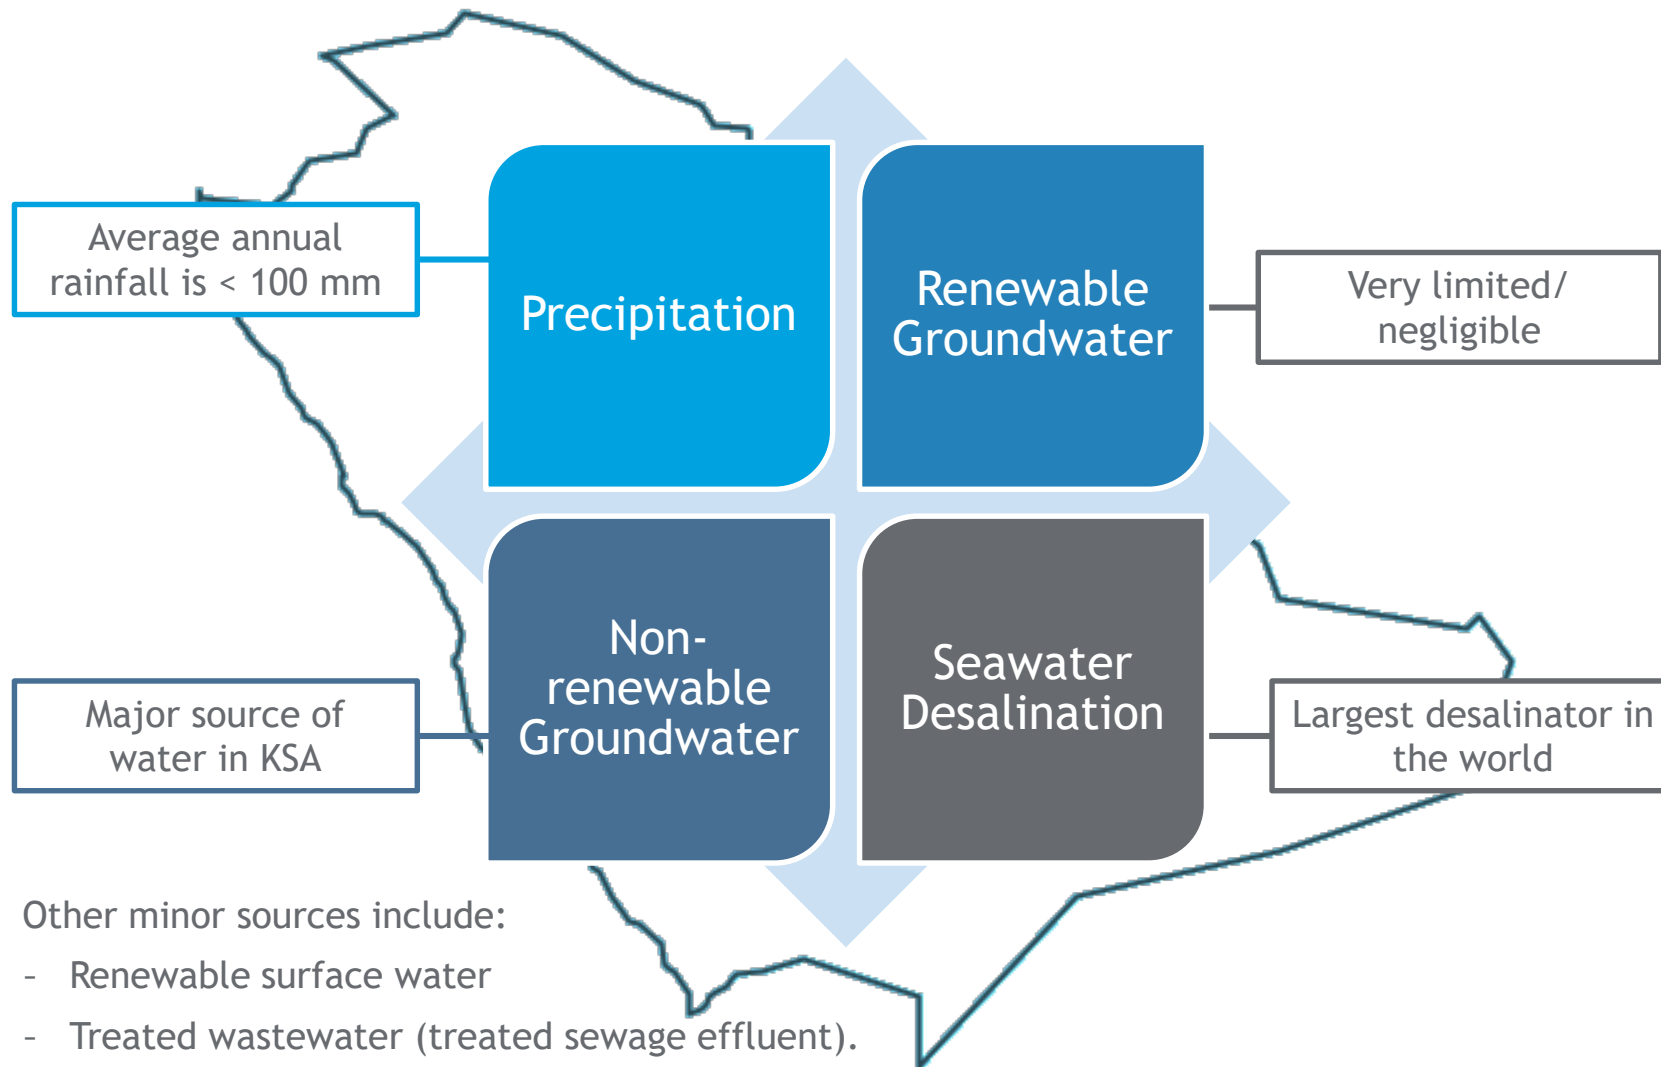 Average annual
rainfall is < 100 mm
Precipitation
Renewable
Groundwater
Very limited/
negligible
Major source of
water in KSA
Non-
renewable
Groundwater
Seawater
Desalination
Largest desalinator in
the world
Other minor sources include:
- Renewable surface water
- Treated wastewater (treated sewage effluent).